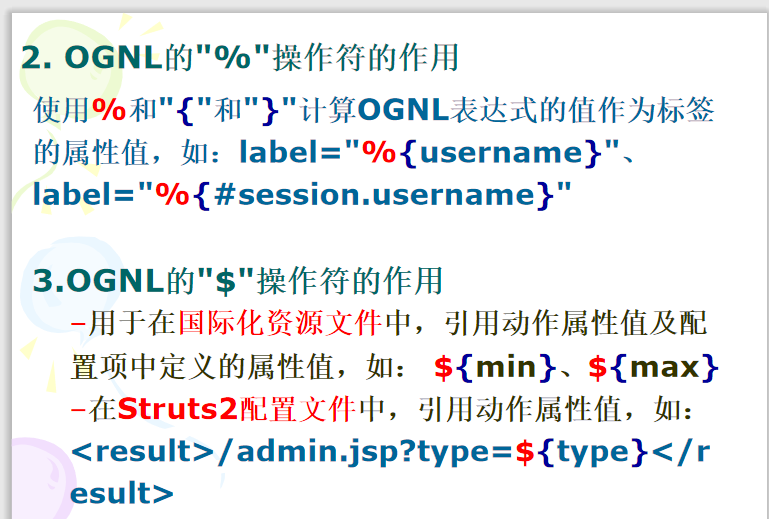 2. OGNL的"%"操作符的作用
使用%和"{"和"}"计算OGNL表达式的值作为标签
的属性值，如：label="%{username}"、
label="%{#session.username}"
3.OGNL的"$"操作符的作用
–用于在国际化资源文件中，引用动作属性值及配
置项中定义的属性值，如： ${min}、${max}
–在Struts2配置文件中，引用动作属性值，如：
<result>/admin.jsp?type=${type}</r
esult>